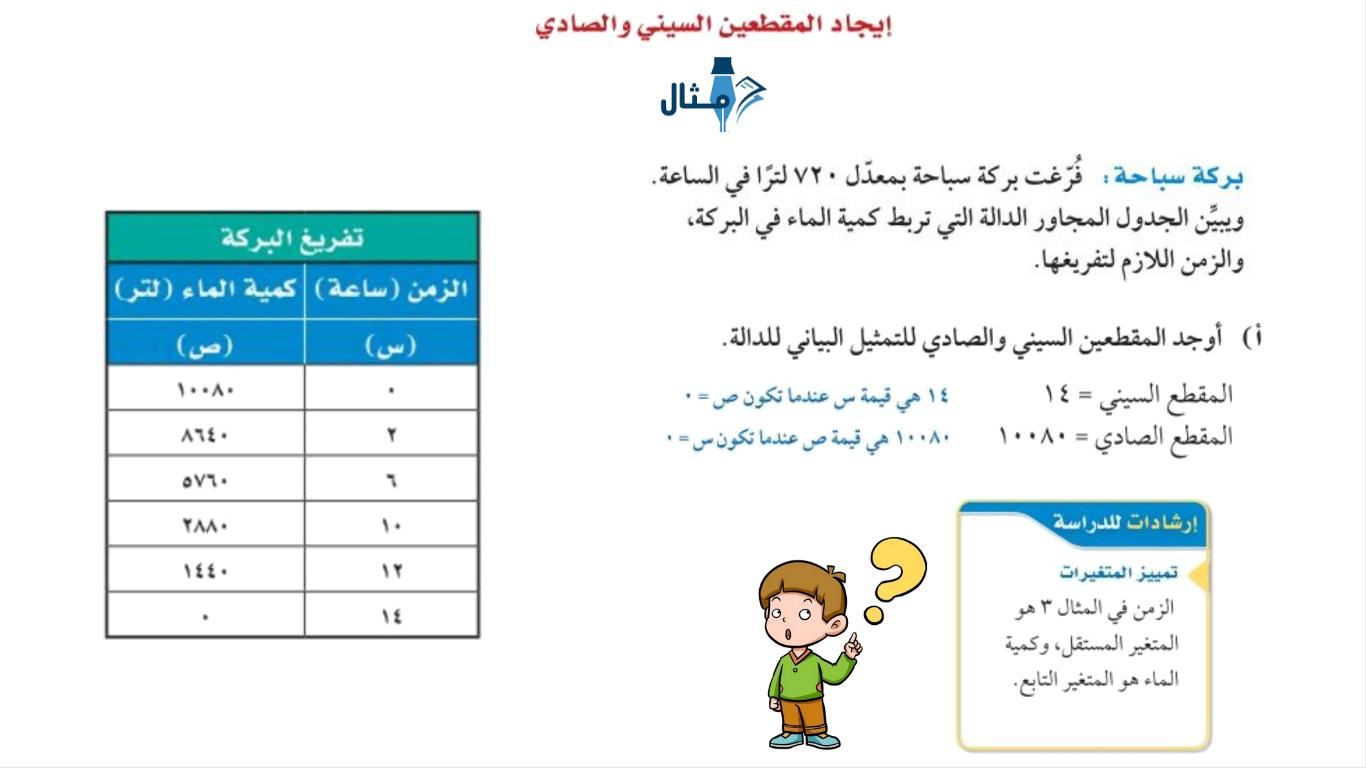 إيجاد المقطعين السيني والصادي
مثال
بركة سباحة: فُرّغت بركة سباحة بمعدّل ٧٢٠ لترًا في الساعة.
ويبيِّن الجدول المجاور الدالة التي تربط كمية الماء في البركة،
والزمن اللازم لتفريغها.
أ) أوجد المقطعين السيني والصادي للتمثيل البياني للدالة.
المقطع السيني = ١٤ ١٤ هي قيمة س عندما تكون ص = ٠
المقطع الصادي = ١٠٠٨٠ ١٠٠٨٠ هي قيمة ص عندما تكون س = ٠
إرشادات للدراسة
تمييز المتغيرات
الزمن في المثال ٣ هو
المتغير المستقل، وكمية
الماء هو المتغير التابع.
?
تفريغ البركة
الزمن (ساعة) كمية الماء (لتر)
(س) (ص)
٠ ١٠٠٨٠
٢ ٨٦٤٠
٦ ٥٧٦٠
١٠ ٢٨٨٠
١٢ ١٤٤٠
١٤ ٠